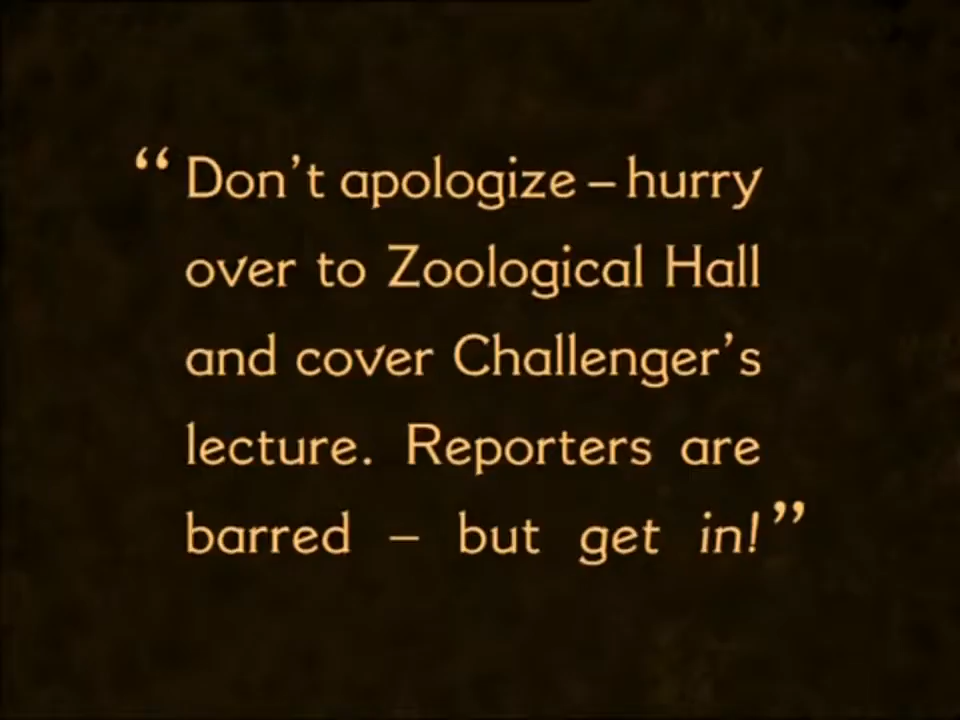 “Don’t apologize – hurry
over to Zoological Hall
and cover Challenger’s
lecture. Reporters are
barred – but get in!”